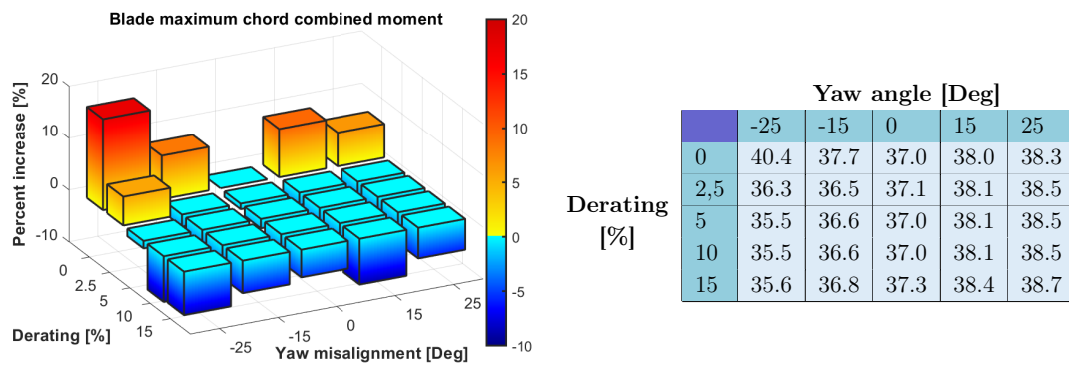 Blade maximum chord combined moment
Percent increase [%]
20
10
0
-10
0
2.5
5
10
15
Derating [%]
-25
-15
0
15
25
Yaw misalignment [Deg]
20
15
10
5
0
-5
-10
Yaw angle [Deg]
-25 -15 0 15 25
Derating
[%]
0 40.4 37.7 37.0 38.0 38.3
2,5 36.3 36.5 37.1 38.1 38.5
5 35.5 36.6 37.0 38.1 38.5
10 35.5 36.6 37.0 38.1 38.5
15 35.6 36.8 37.3 38.4 38.7